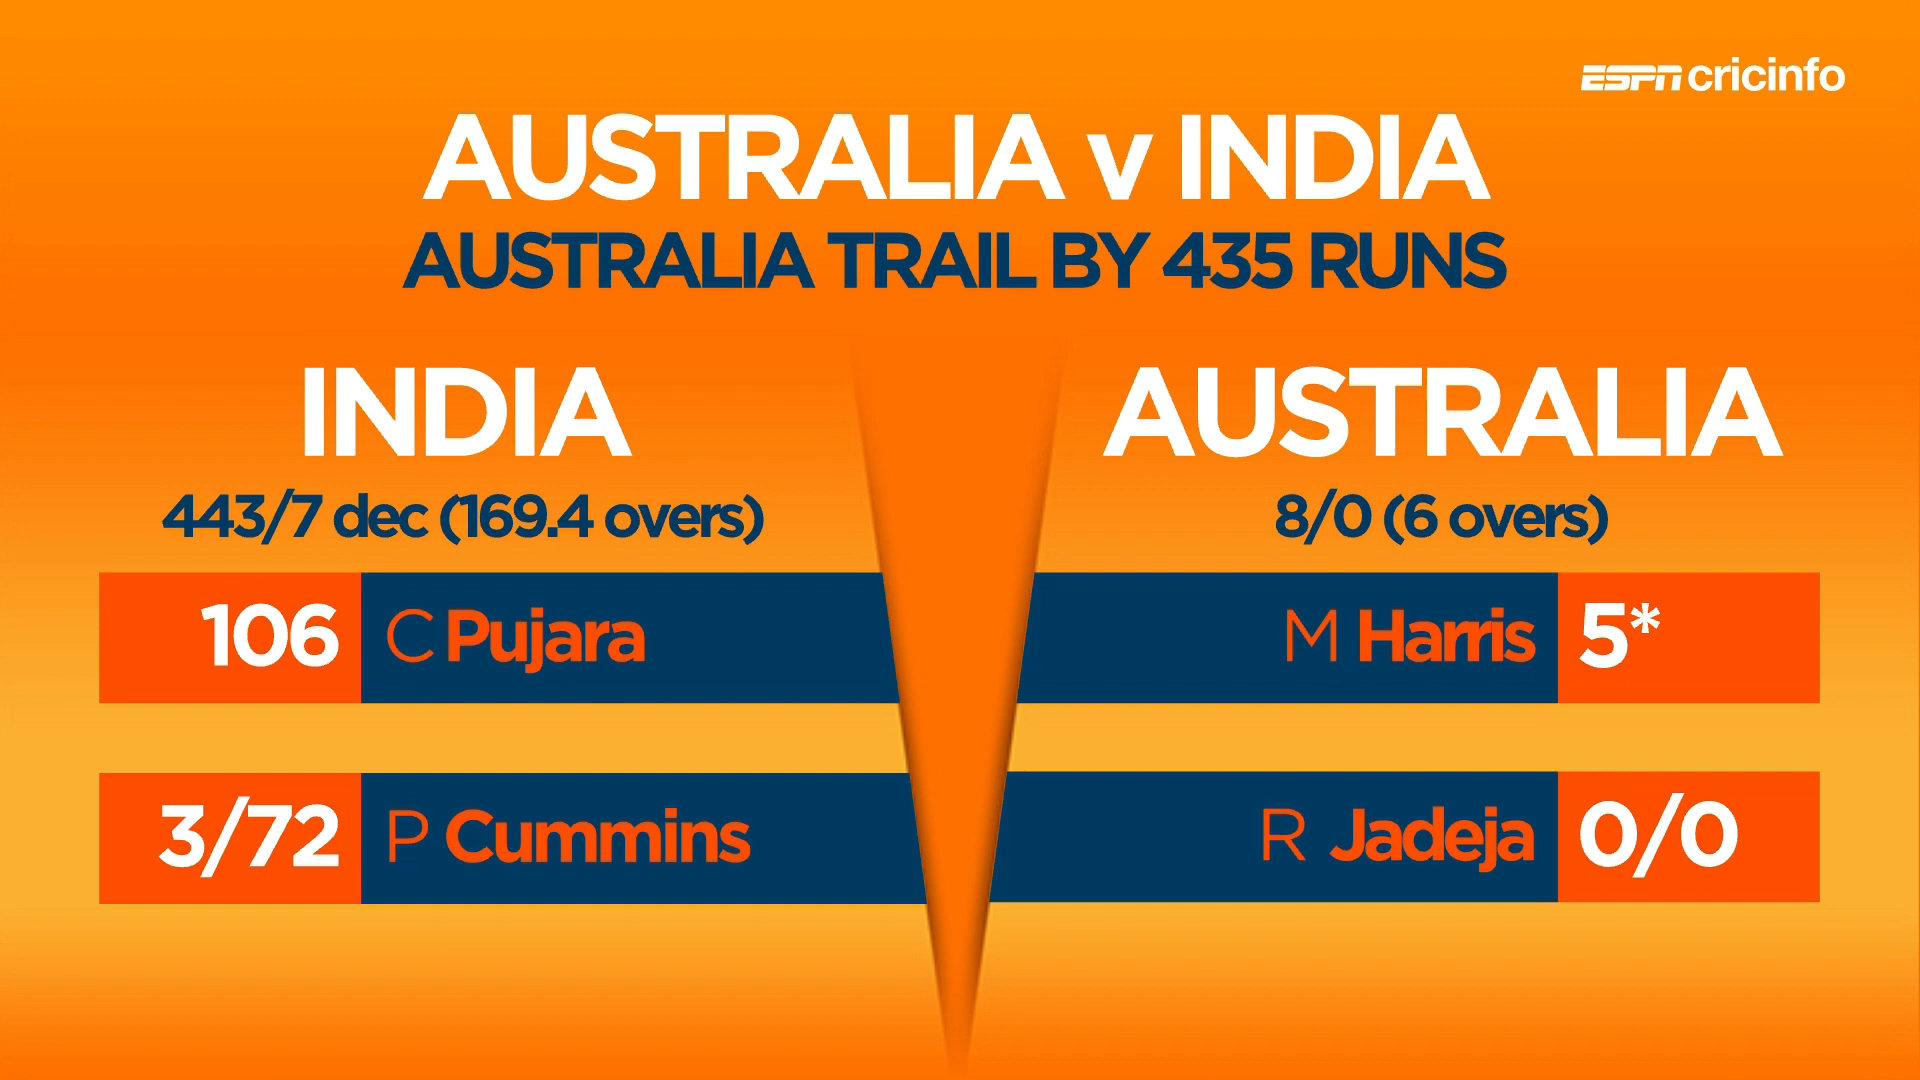 ESPN cricinfo
AUSTRALIA v INDIA
AUSTRALIA TRAIL BY 435 RUNS
INDIA
443/7 dec (169.4 overs)
106 C Pujara
3/72 P Cummins
AUSTRALIA
8/0 (6 overs)
M Harris 5*
R Jadeja 0/0